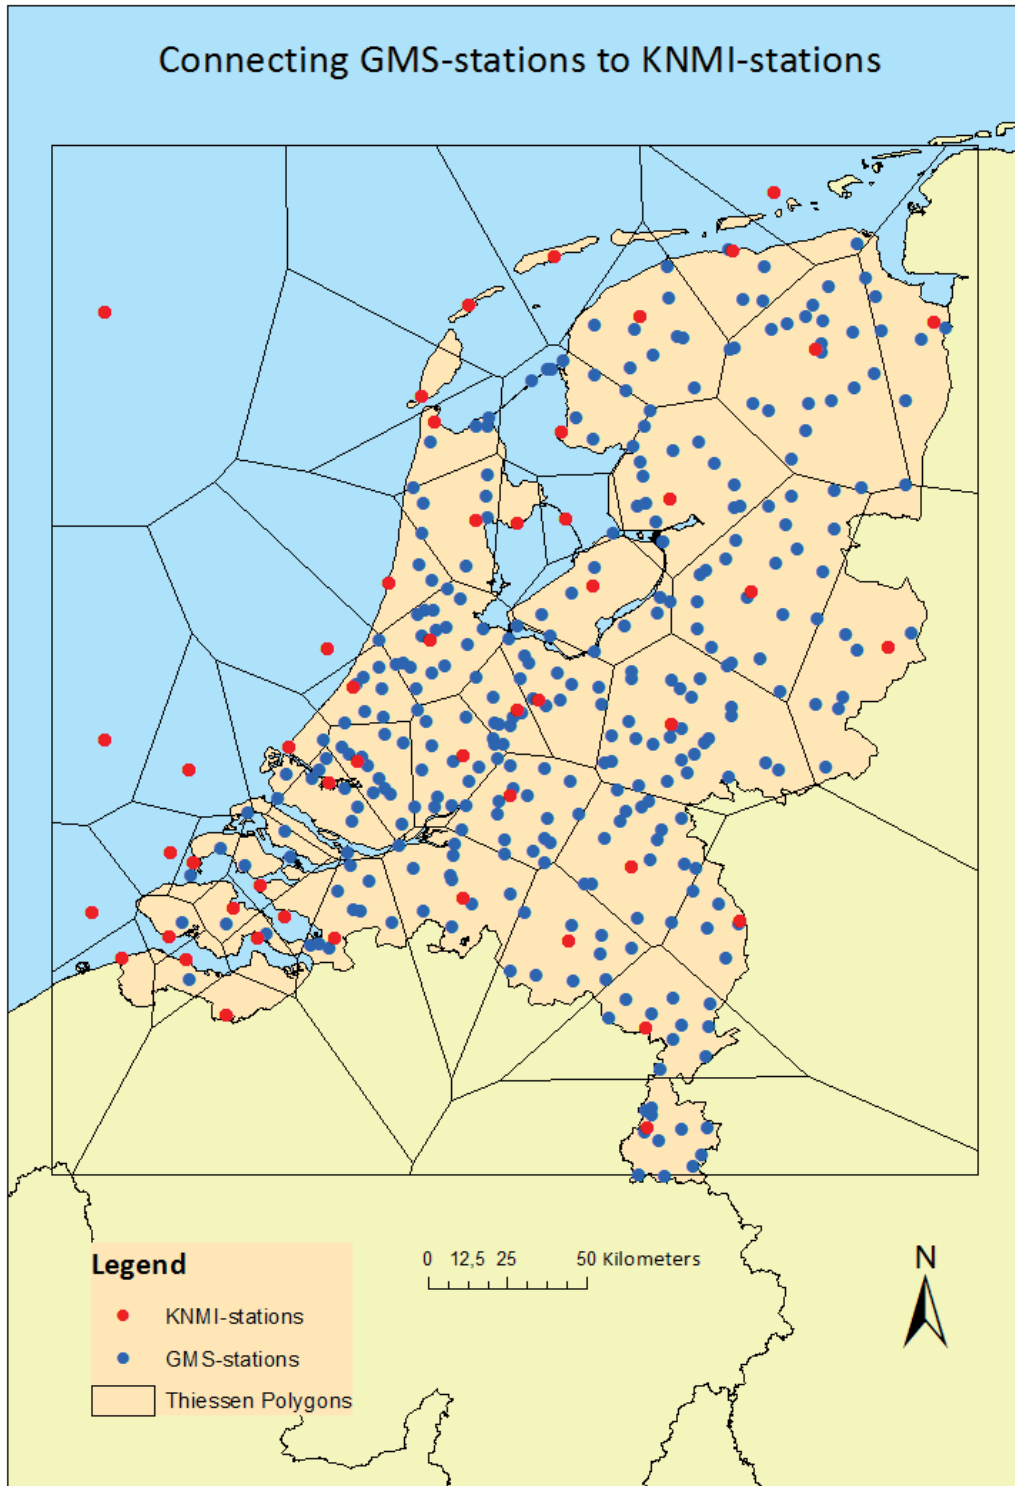 Connecting GMS-stations to KNMI-stations
Legend
KNMI-stations
GMS-stations
Thiessen Polygons
0 12,5 25 50 Kilometers
N